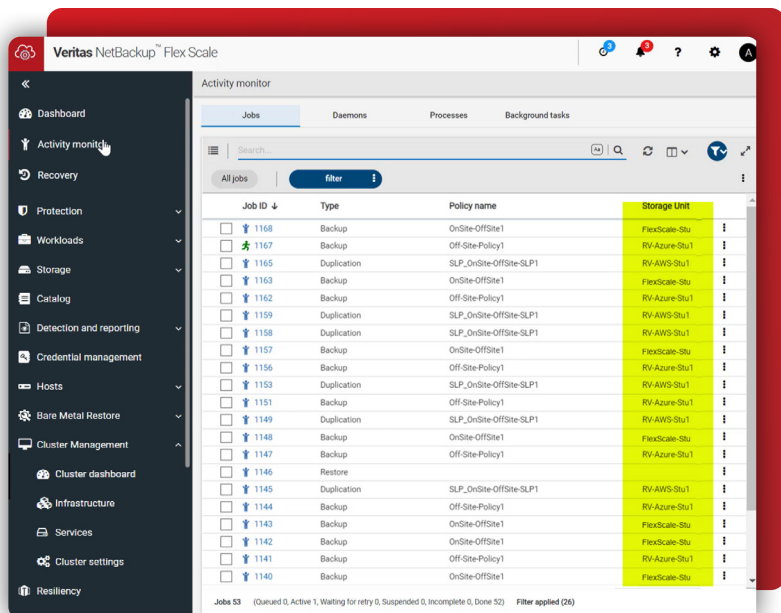 Veritas NetBackup™ Flex Scale
3
3
?
A
«
Dashboard
Activity monitor
Recovery
Protection
Workloads
Storage
Catalog
Detection and reporting
Credential management
Hosts
Bare Metal Restore
Cluster Management
Cluster dashboard
Infrastructure
Services
Cluster settings
Resiliency
Activity monitor
Jobs Daemons Processes Background tasks
Search... Aa
All jobs filter
Job ID ↓ Type Policy name Storage Unit
1168 Backup OnSite-OffSite1 FlexScale-Stu
1167 Backup Off-Site-Policy1 RV-Azure-Stu1
1165 Duplication SLP_OnSite-OffSite-SLP1 RV-AWS-Stu1
1163 Backup OnSite-OffSite1 FlexScale-Stu
1162 Backup Off-Site-Policy1 RV-Azure-Stu1
1159 Duplication SLP_OnSite-OffSite-SLP1 RV-AWS-Stu1
1158 Duplication SLP_OnSite-OffSite-SLP1 RV-AWS-Stu1
1157 Backup OnSite-OffSite1 FlexScale-Stu
1156 Backup Off-Site-Policy1 RV-Azure-Stu1
1153 Duplication SLP_OnSite-OffSite-SLP1 RV-AWS-Stu1
1151 Backup Off-Site-Policy1 RV-Azure-Stu1
1149 Duplication SLP_OnSite-OffSite-SLP1 RV-AWS-Stu1
1148 Backup OnSite-OffSite1 FlexScale-Stu
1147 Backup Off-Site-Policy1 RV-Azure-Stu1
1146 Restore
1145 Duplication SLP_OnSite-OffSite-SLP1 RV-AWS-Stu1
1144 Backup Off-Site-Policy1 RV-Azure-Stu1
1143 Backup OnSite-OffSite1 FlexScale-Stu
1142 Backup OnSite-OffSite1 FlexScale-Stu
1141 Backup Off-Site-Policy1 RV-Azure-Stu1
1140 Backup OnSite-OffSite1 FlexScale-Stu
Jobs 53 (Queued 0, Active 1, Waiting for retry 0, Suspended 0, Incomplete 0, Done 52) Filter applied (26)